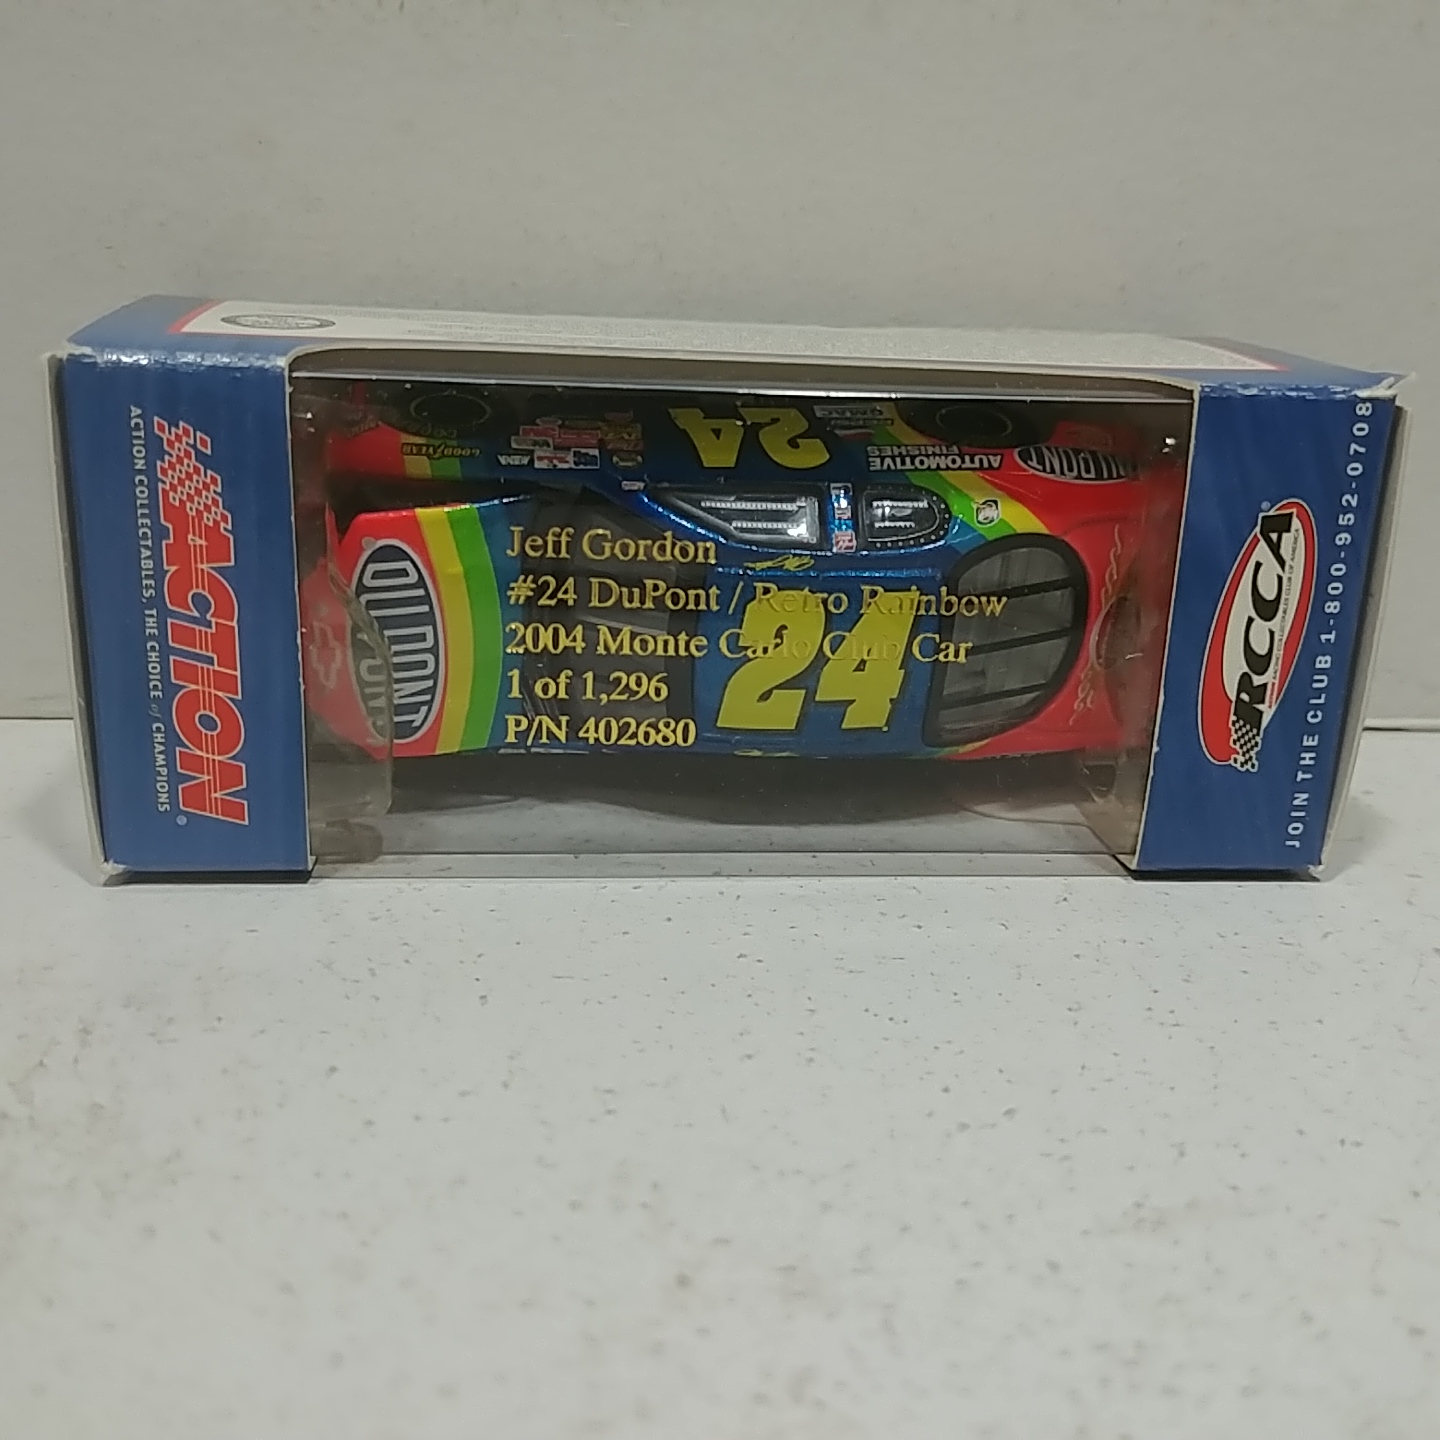 ACTION®
ACTION COLLECTABLES, THE CHOICE of CHAMPIONS
Jeff Gordon
#24 DuPont / Retro Rainbow
2004 Monte Carlo Club Car
1 of 1,296
P/N 402680
24
24
AUTOMOTIVE
FINISHES
DUPONT
DUPONT
GOODYEAR
GMAC
RCCA®
JOIN THE CLUB 1-800-952-0708